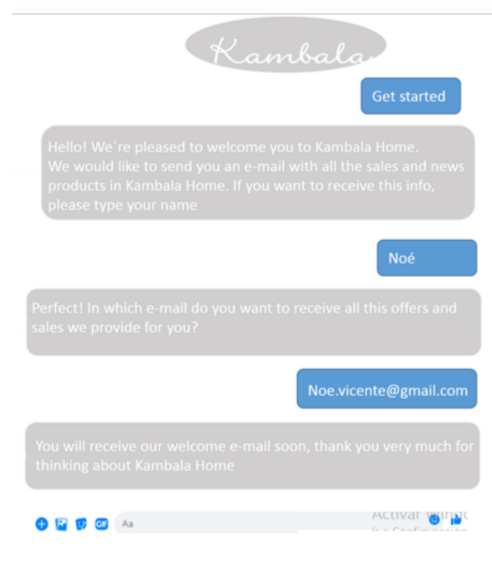 Kambala
Get started
Hello! We´re pleased to welcome you to Kambala Home.
We would like to send you an e-mail with all the sales and news
products in Kambala Home. If you want to receive this info,
please type your name
Noé
Perfect! In which e-mail do you want to receive all this offers and
sales we provide for you?
Noe.vicente@gmail.com
You will receive our welcome e-mail soon, thank you very much for
thinking about Kambala Home
GIF
Aa
Activar